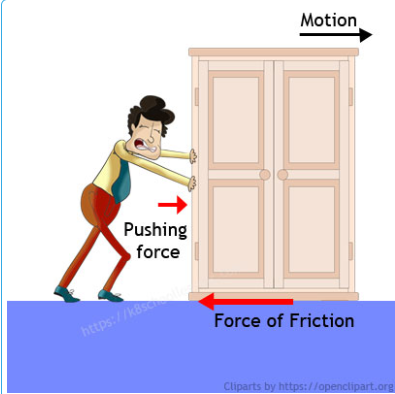 Motion
Pushing
force
Force of Friction
Cliparts by https://openclipart.org